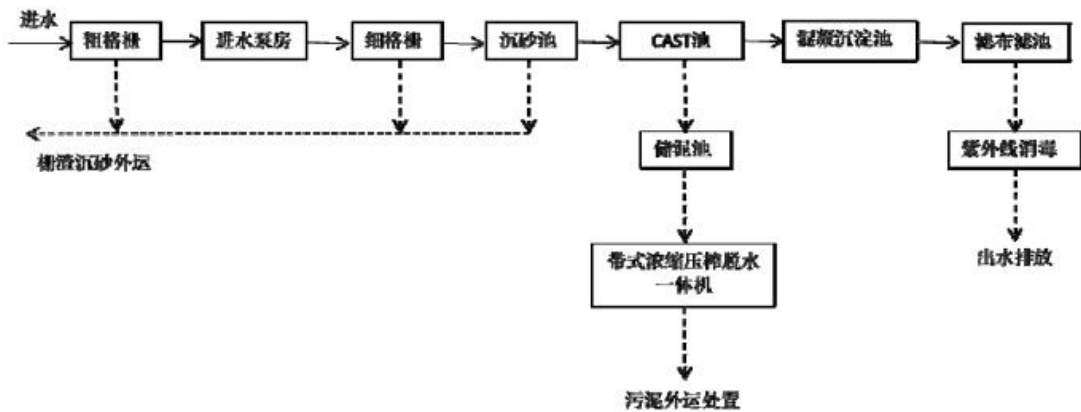 进水
粗格栅
进水泵房
细格栅
沉砂池
CAST池
混凝沉淀池
滤布滤池
栅渣沉砂外运
储泥池
紫外线消毒
带式浓缩压榨脱水
一体机
出水排放
污泥外运处置